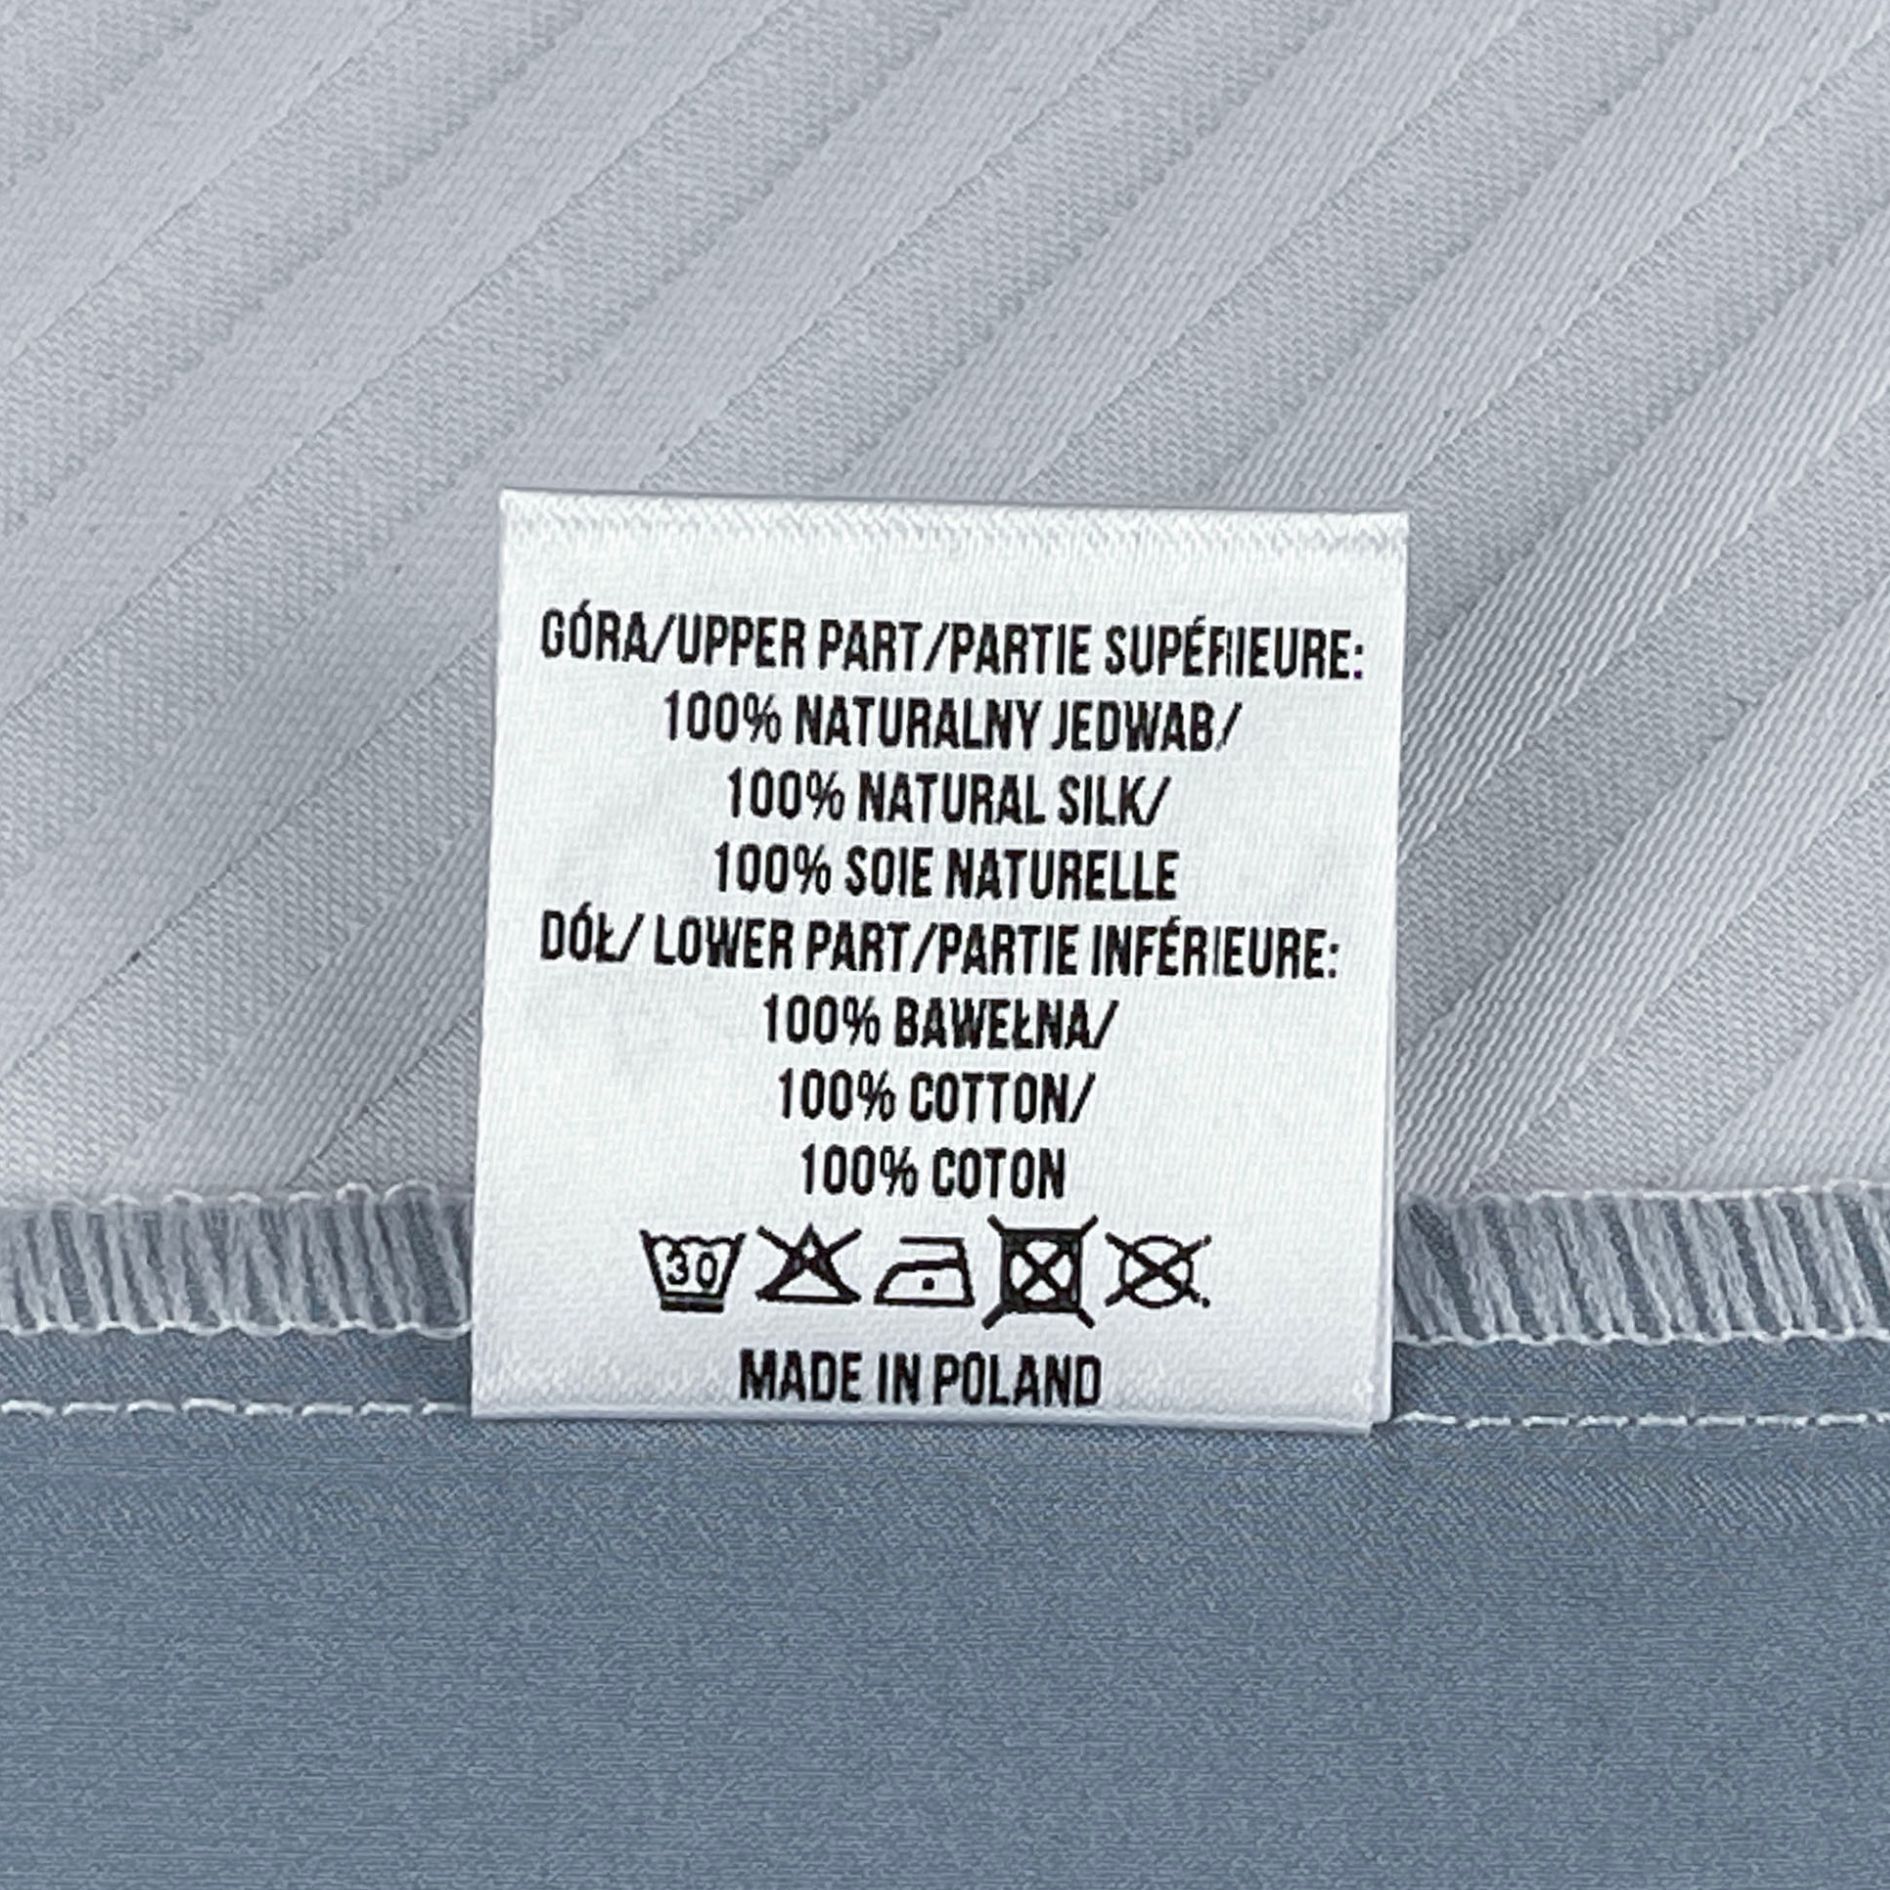 GÓRA/UPPER PART/PARTIE SUPÉRIEURE:
100% NATURALNY JEDWAB/
100% NATURAL SILK/
100% SOIE NATURELLE
DÓŁ/ LOWER PART/PARTIE INFÉRIEURE:
100% BAWEŁNA/
100% COTTON/
100% COTON
30
MADE IN POLAND